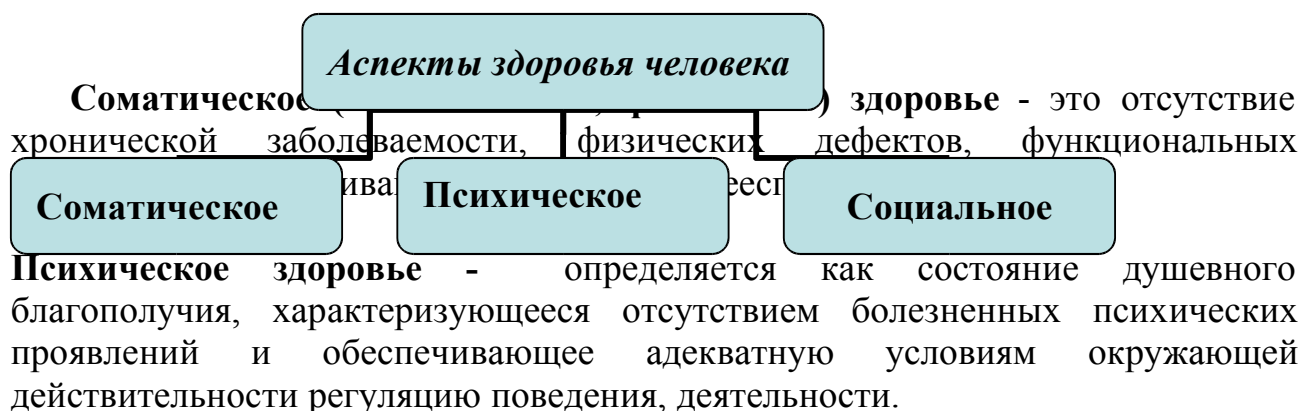 Аспекты здоровья человека
Соматическое ( ) здоровье - это отсутствие
хронической заболеваемости, физических дефектов, функциональных
Соматическое Психическое Социальное
Психическое здоровье - определяется как состояние душевного
благополучия, характеризующееся отсутствием болезненных психических
проявлений и обеспечивающее адекватную условиям окружающей
действительности регуляцию поведения, деятельности.